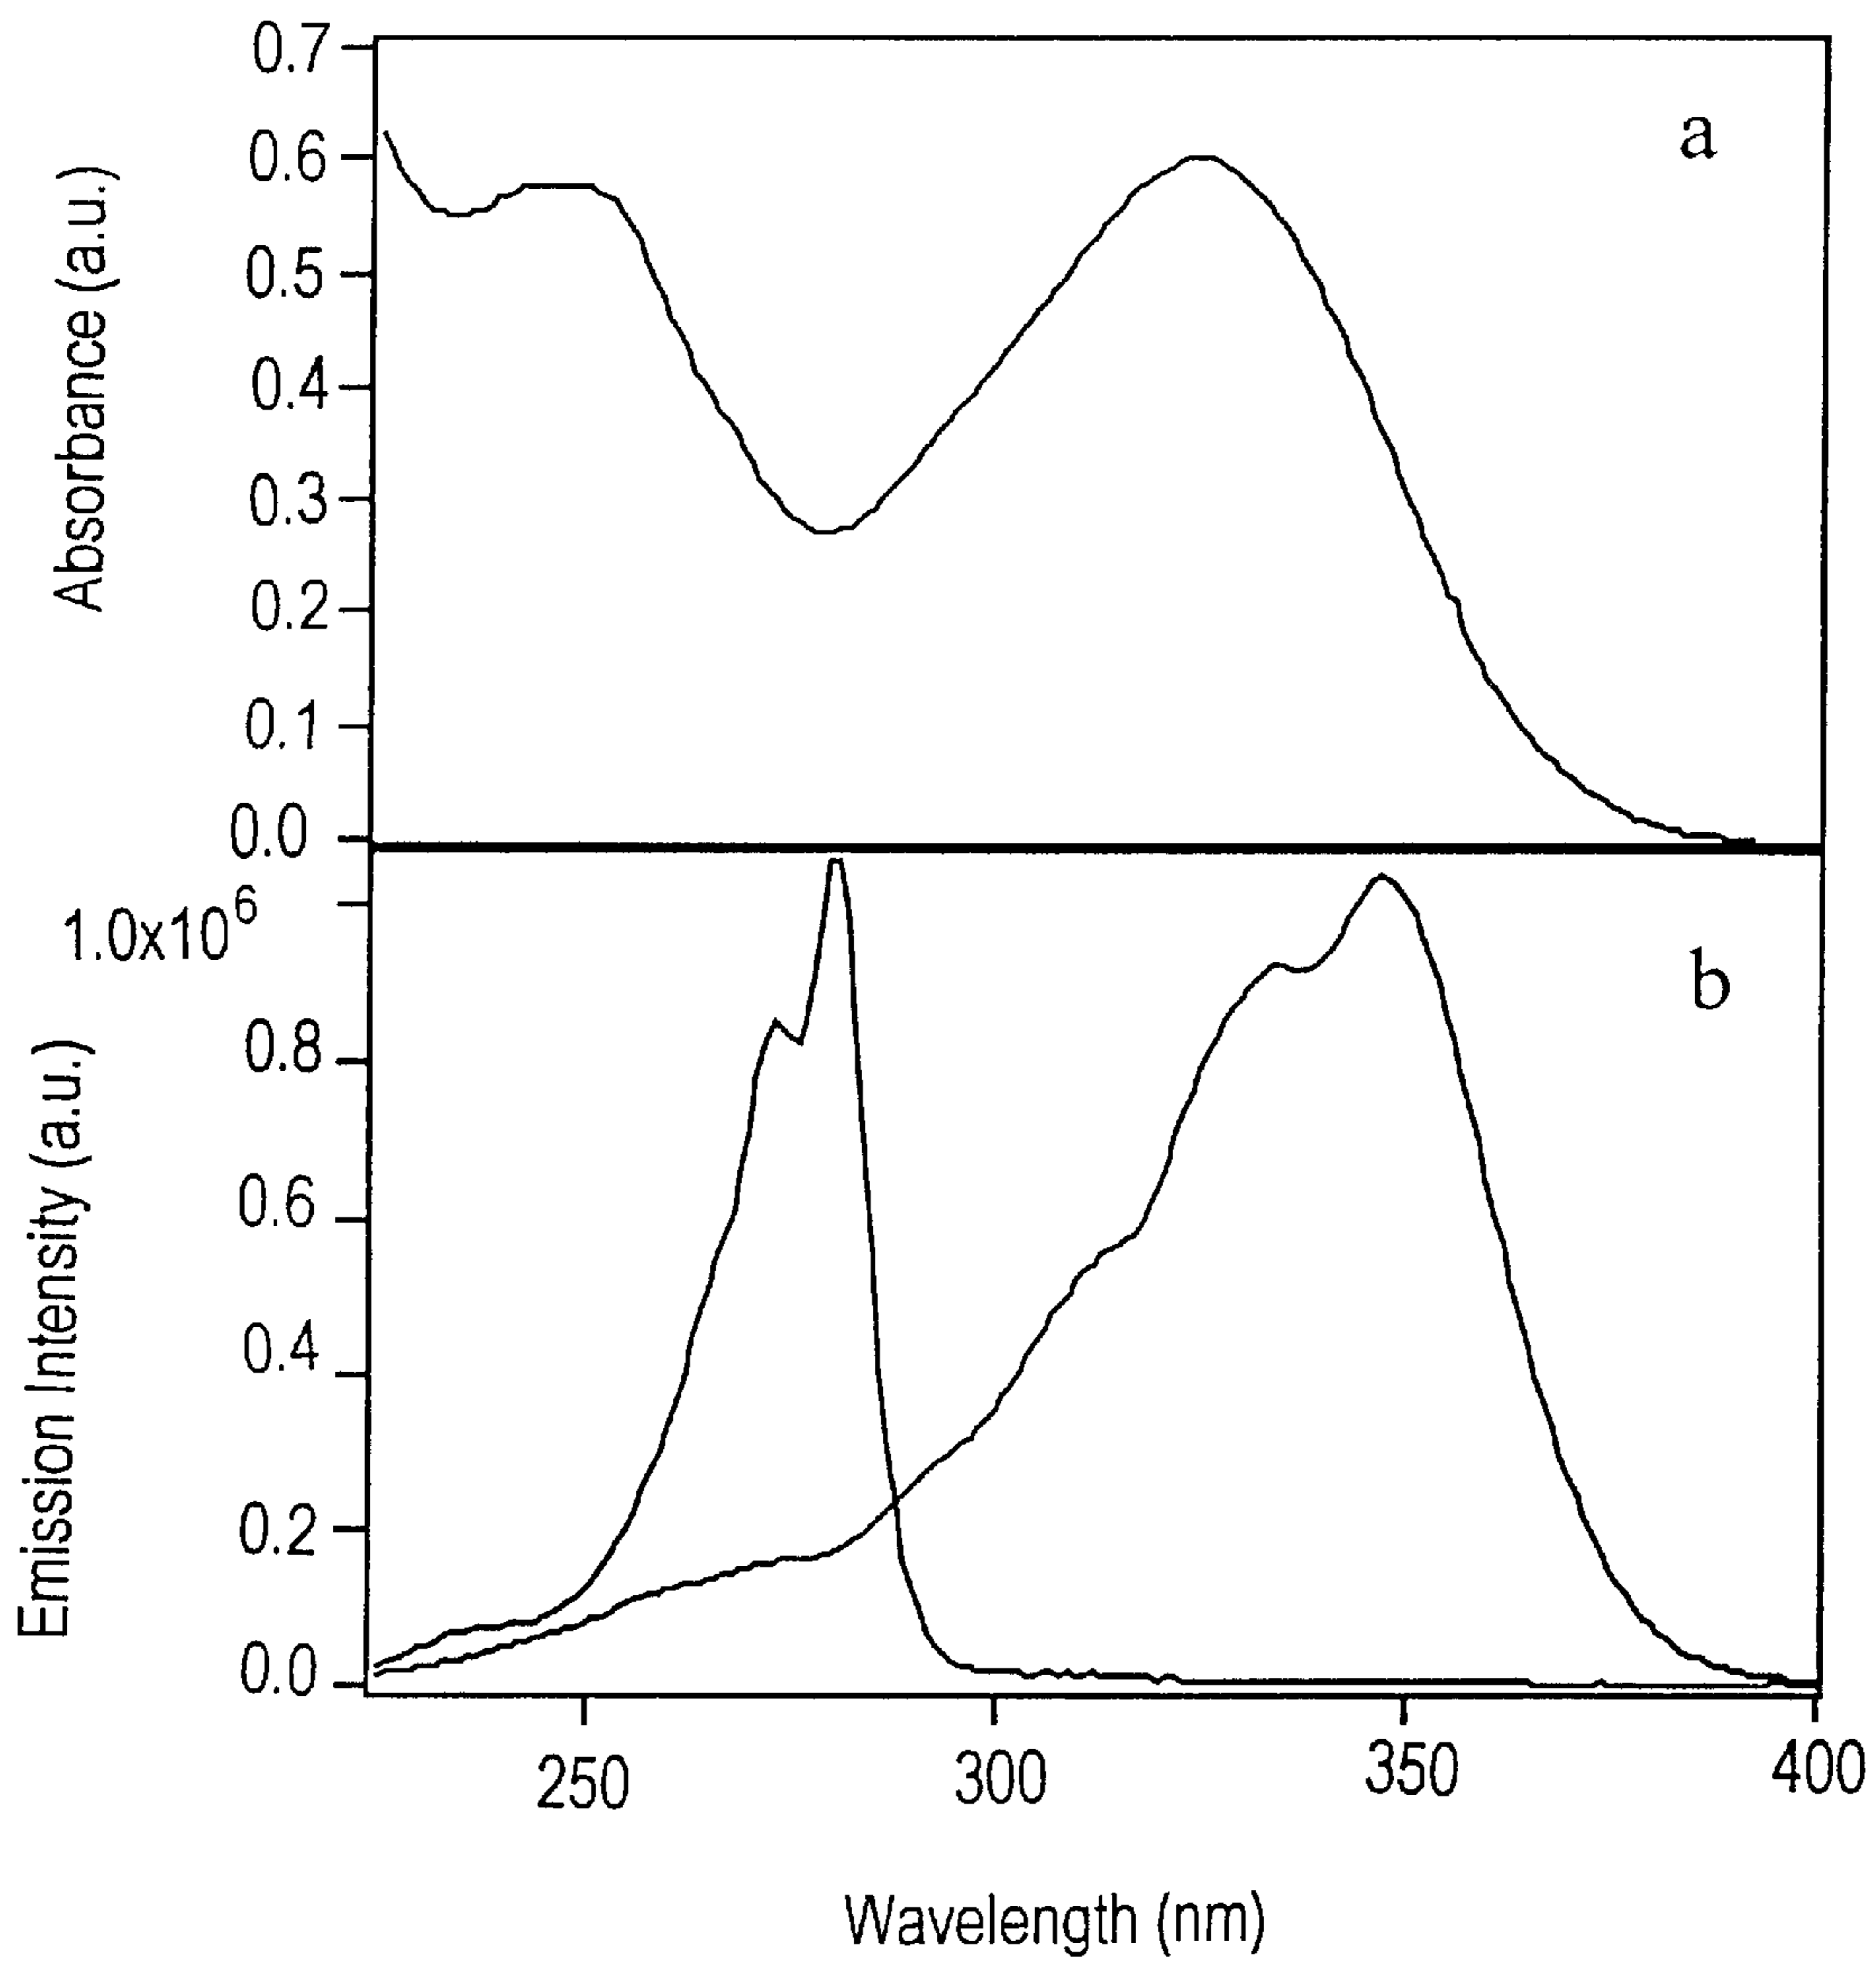 0.7
a
0.6
0.5
0.4
0.3
0.2
0.1
0.0
Absorbance (a.u.)
1.0x10⁶
b
0.8
0.6
0.4
0.2
0.0
Emission Intensity (a.u.)
250 300 350 400
Wavelength (nm)